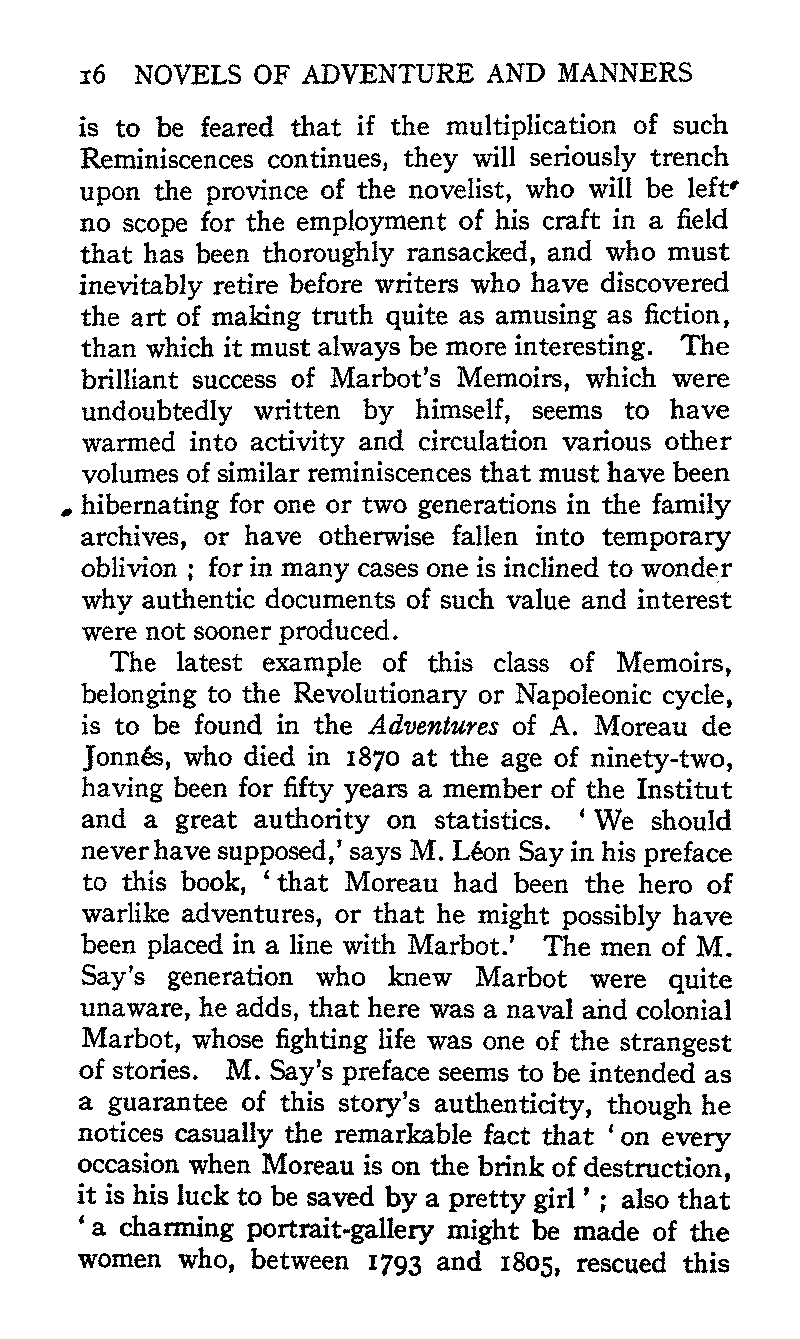 16 NOVELS OF ADVENTURE AND MANNERS
is to be feared that if the multiplication of such
Reminiscences continues, they will seriously trench
upon the province of the novelist, who will be left
no scope for the employment of his craft in a field
that has been thoroughly ransacked, and who must
inevitably retire before writers who have discovered
the art of making truth quite as amusing as fiction,
than which it must always be more interesting. The
brilliant success of Marbot's Memoirs, which were
undoubtedly written by himself, seems to have
warmed into activity and circulation various other
volumes of similar reminiscences that must have been
hibernating for one or two generations in the family
archives, or have otherwise fallen into temporary
oblivion ; for in many cases one is inclined to wonder
why authentic documents of such value and interest
were not sooner produced.
The latest example of this class of Memoirs,
belonging to the Revolutionary or Napoleonic cycle,
is to be found in the Adventures of A. Moreau de
Jonnés, who died in 1870 at the age of ninety-two,
having been for fifty years a member of the Institut
and a great authority on statistics. ‘ We should
never have supposed,’ says M. Léon Say in his preface
to this book, ‘ that Moreau had been the hero of
warlike adventures, or that he might possibly have
been placed in a line with Marbot.’ The men of M.
Say's generation who knew Marbot were quite
unaware, he adds, that here was a naval and colonial
Marbot, whose fighting life was one of the strangest
of stories. M. Say's preface seems to be intended as
a guarantee of this story's authenticity, though he
notices casually the remarkable fact that ‘ on every
occasion when Moreau is on the brink of destruction,
it is his luck to be saved by a pretty girl ’ ; also that
‘ a charming portrait-gallery might be made of the
women who, between 1793 and 1805, rescued this